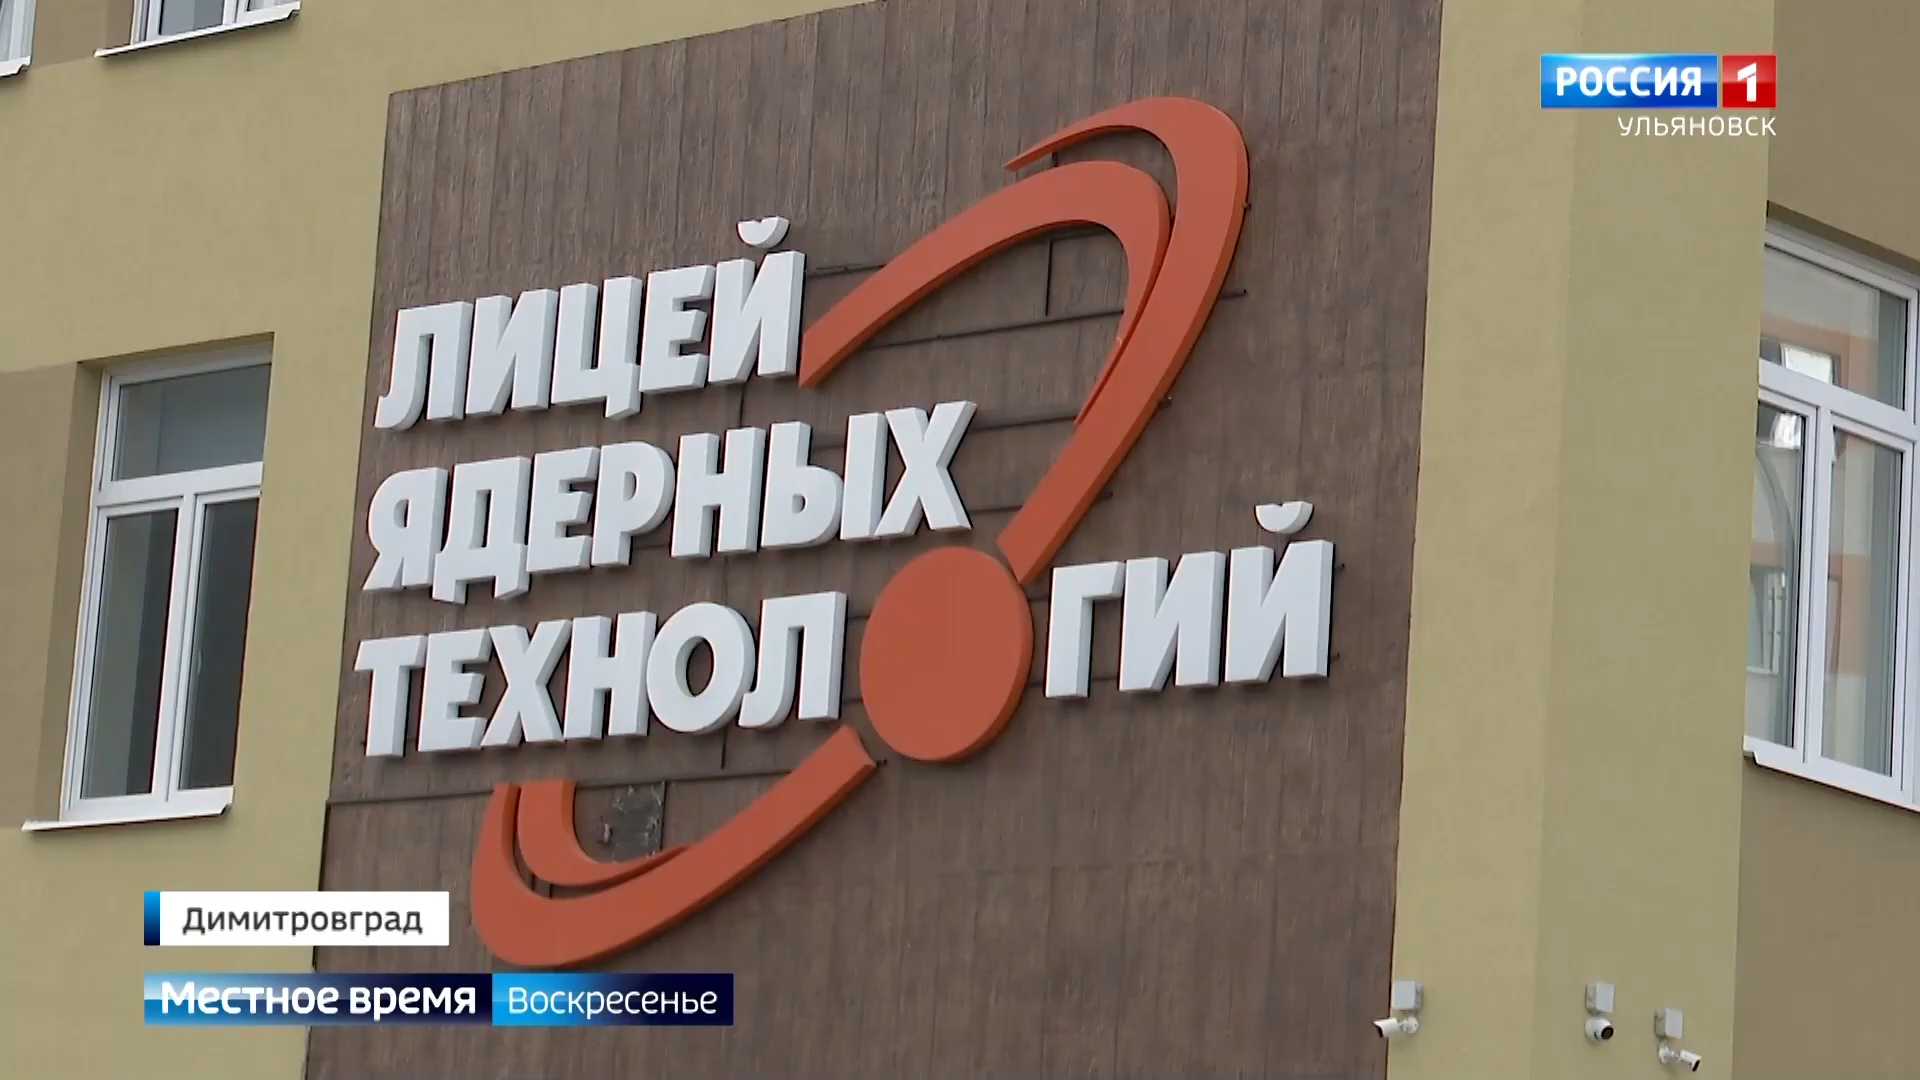 РОССИЯ 1
УЛЬЯНОВСК
ЛИЦЕЙ
ЯДЕРНЫХ
ТЕХНОЛОГИЙ
Димитровград
Местное время Воскресенье